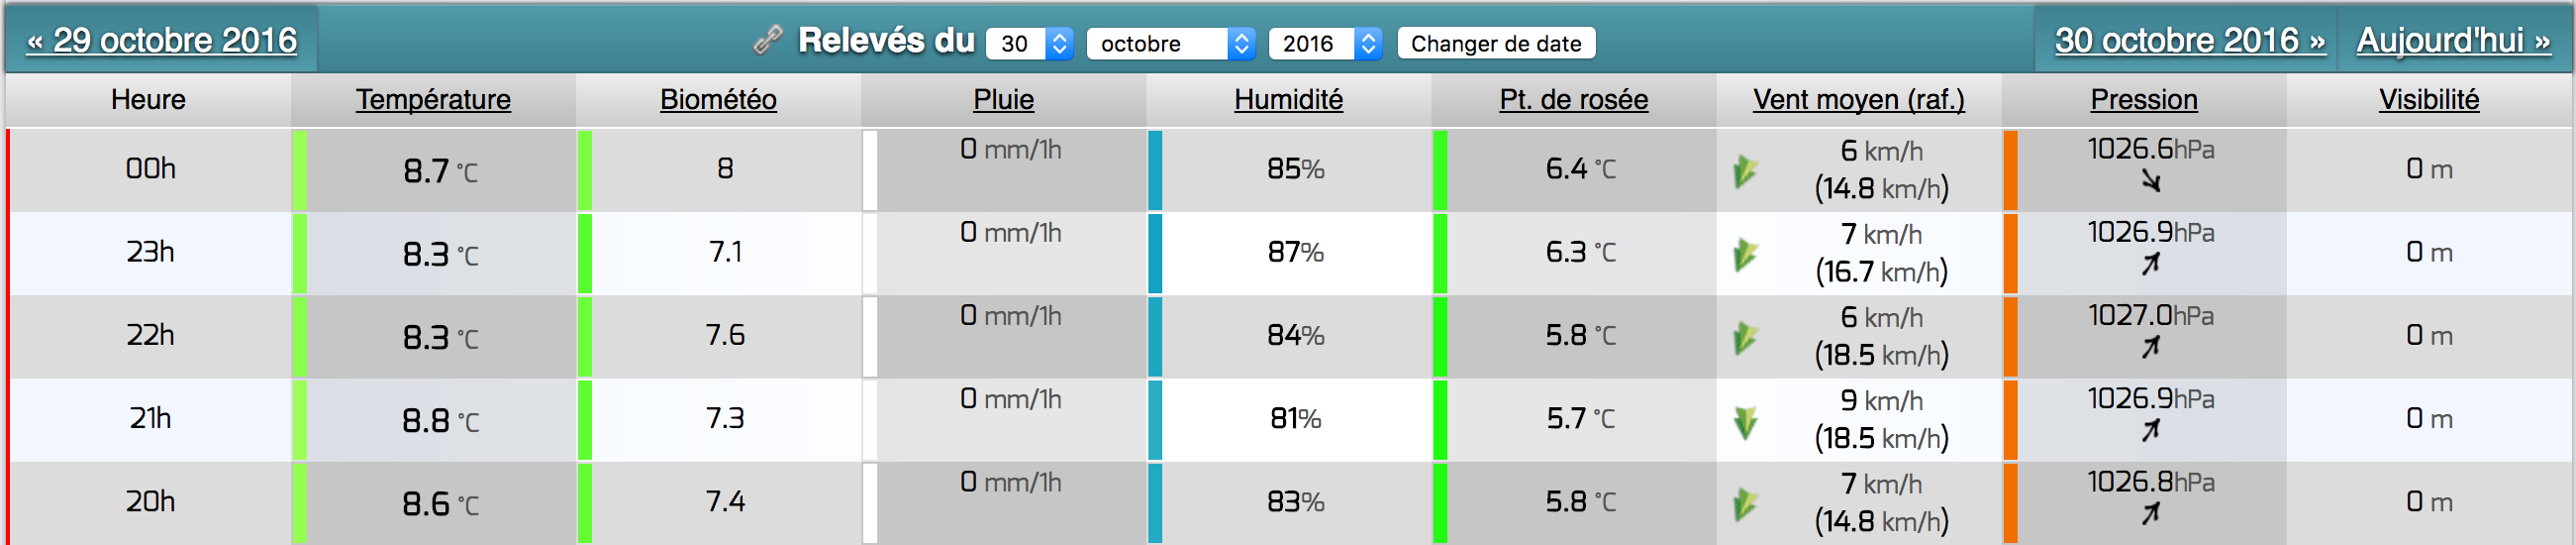 « 29 octobre 2016 Relevés du 30 octobre 2016 Changer de date 30 octobre 2016 » Aujourd'hui »
Heure Température Biométéo Pluie Humidité Pt. de rosée Vent moyen (raf.) Pression Visibilité
00h 8.7 °C 8 0 mm/1h 85% 6.4 °C 6 km/h (14.8 km/h) 1026.6hPa 0 m
23h 8.3 °C 7.1 0 mm/1h 87% 6.3 °C 7 km/h (16.7 km/h) 1026.9hPa 0 m
22h 8.3 °C 7.6 0 mm/1h 84% 5.8 °C 6 km/h (18.5 km/h) 1027.0hPa 0 m
21h 8.8 °C 7.3 0 mm/1h 81% 5.7 °C 9 km/h (18.5 km/h) 1026.9hPa 0 m
20h 8.6 °C 7.4 0 mm/1h 83% 5.8 °C 7 km/h (14.8 km/h) 1026.8hPa 0 m